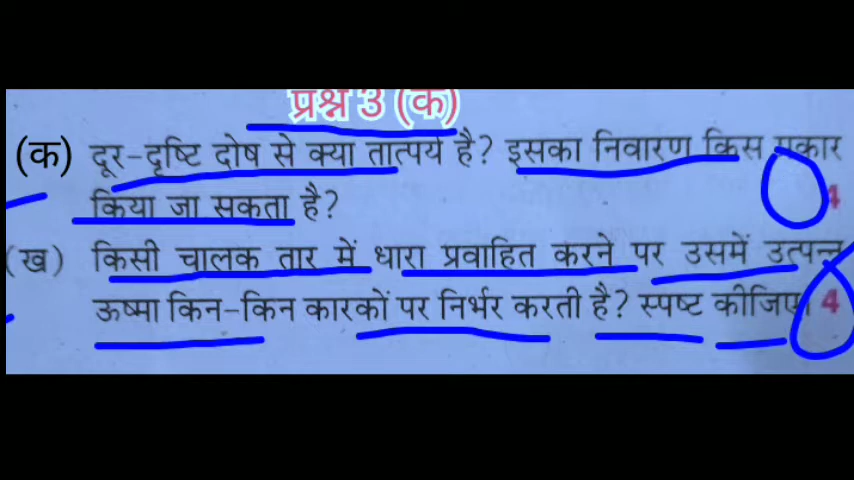 प्रश्न 3 (क)
(क) दूर-दृष्टि दोष से क्या तात्पर्य है? इसका निवारण किस प्रकार
किया जा सकता है? 4
(ख) किसी चालक तार में धारा प्रवाहित करने पर उसमें उत्पन्न
ऊष्मा किन-किन कारकों पर निर्भर करती है? स्पष्ट कीजिए। 4